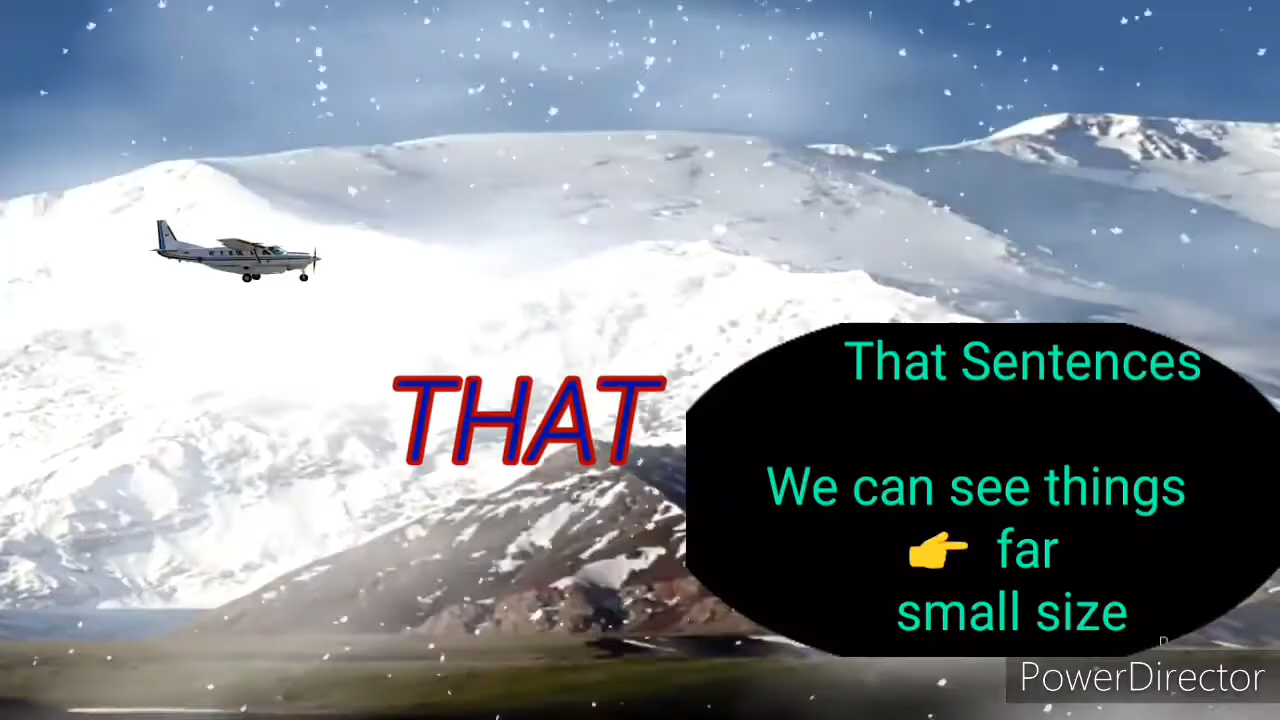 THAT
That Sentences
We can see things
👉 far
small size
PowerDirector